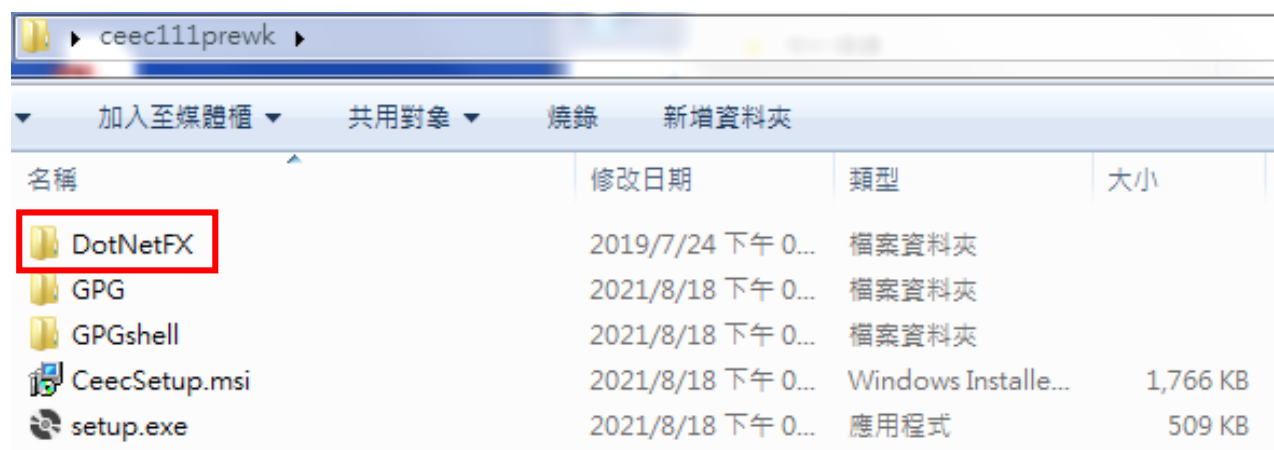 ceec111prewk
加入至媒體櫃 共用對象 燒錄 新增資料夾
名稱 修改日期 類型 大小
DotNetFX 2019/7/24 下午 0... 檔案資料夾
GPG 2021/8/18 下午 0... 檔案資料夾
GPGshell 2021/8/18 下午 0... 檔案資料夾
CeecSetup.msi 2021/8/18 下午 0... Windows Installe... 1,766 KB
setup.exe 2021/8/18 下午 0... 應用程式 509 KB